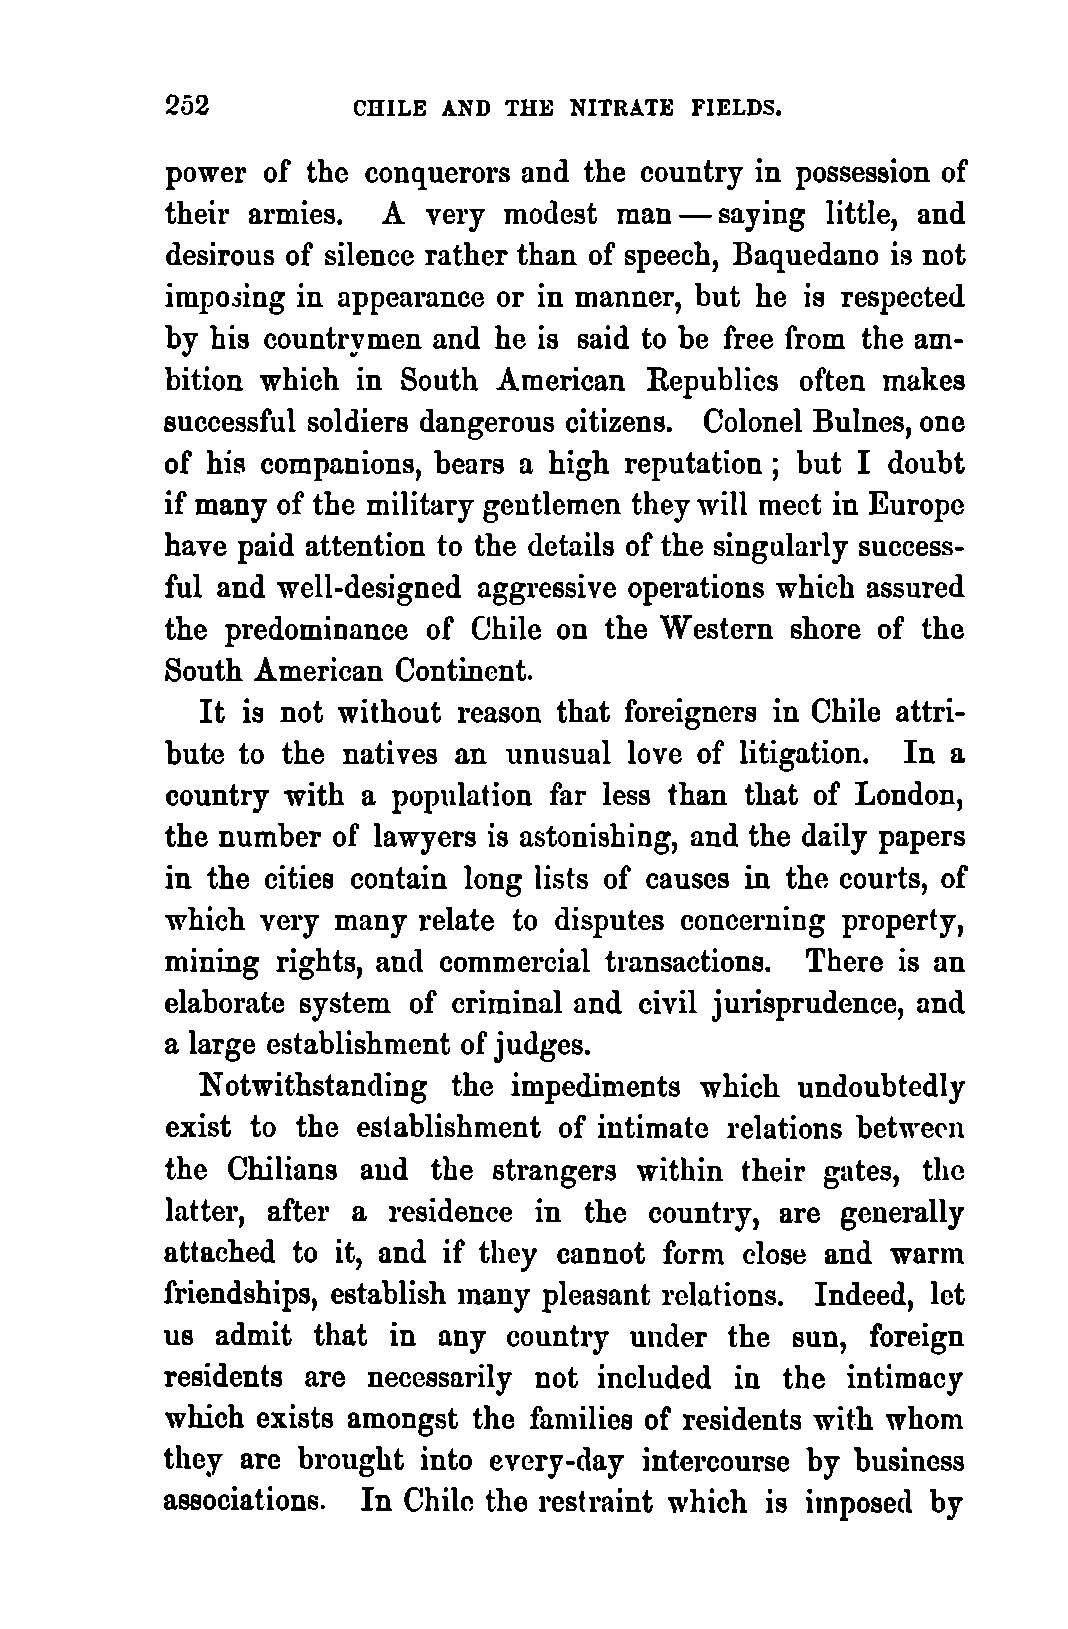 252 CHILE AND THE NITRATE FIELDS.
power of the conquerors and the country in possession of
their armies. A very modest man — saying little, and
desirous of silence rather than of speech, Baquedano is not
imposing in appearance or in manner, but he is respected
by his countrymen and he is said to be free from the am-
bition which in South American Republics often makes
successful soldiers dangerous citizens. Colonel Bulnes, one
of his companions, bears a high reputation ; but I doubt
if many of the military gentlemen they will meet in Europe
have paid attention to the details of the singularly success-
ful and well-designed aggressive operations which assured
the predominance of Chile on the Western shore of the
South American Continent.
It is not without reason that foreigners in Chile attri-
bute to the natives an unusual love of litigation. In a
country with a population far less than that of London,
the number of lawyers is astonishing, and the daily papers
in the cities contain long lists of causes in the courts, of
which very many relate to disputes concerning property,
mining rights, and commercial transactions. There is an
elaborate system of criminal and civil jurisprudence, and
a large establishment of judges.
Notwithstanding the impediments which undoubtedly
exist to the establishment of intimate relations between
the Chilians and the strangers within their gates, the
latter, after a residence in the country, are generally
attached to it, and if they cannot form close and warm
friendships, establish many pleasant relations. Indeed, let
us admit that in any country under the sun, foreign
residents are necessarily not included in the intimacy
which exists amongst the families of residents with whom
they are brought into every-day intercourse by business
associations. In Chile the restraint which is imposed by